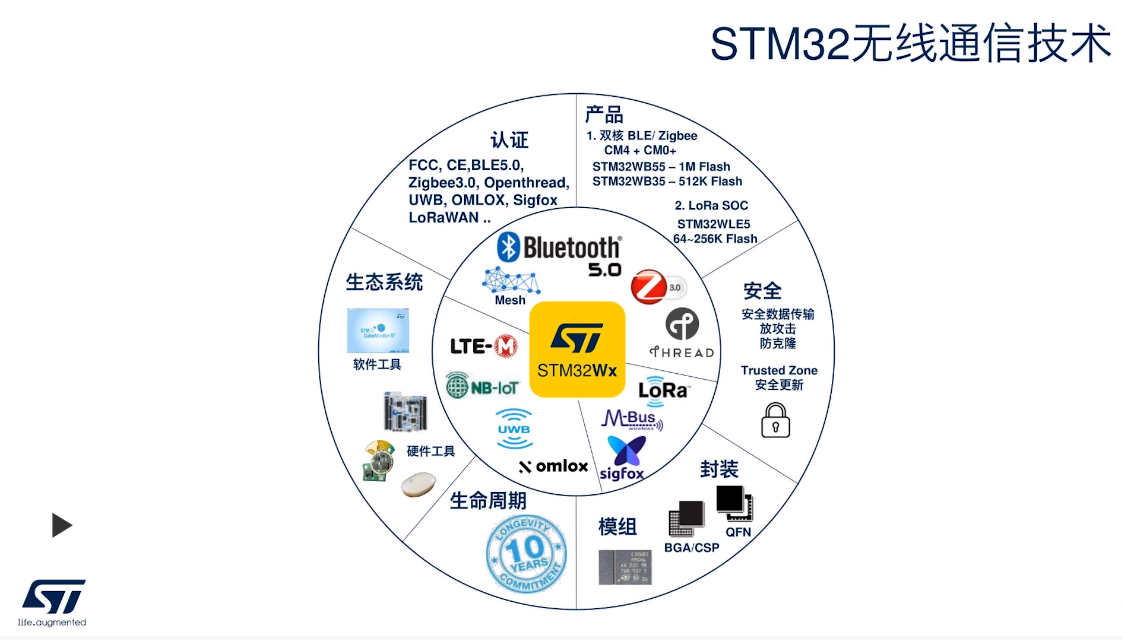 STM32无线通信技术
产品
1. 双核 BLE/ Zigbee
CM4 + CM0+
STM32WB55 – 1M Flash
STM32WB35 – 512K Flash
2. LoRa SOC
STM32WLE5
64~256K Flash
认证
FCC, CE,BLE5.0,
Zigbee3.0, Openthread,
UWB, OMLOX, Sigfox
LoRaWAN ..
生态系统
软件工具
硬件工具
安全
安全数据传输
放攻击
防克隆
Trusted Zone
安全更新
Bluetooth
5.0
Mesh
3.0
THREAD
LTE-M
NB-IoT
UWB
omlox
LoRa
M-Bus
wireless
sigfox
ST
STM32Wx
生命周期
LONGEVITY
10
YEARS
COMMITMENT
模组
封装
BGA/CSP
QFN
ST
life.augmented